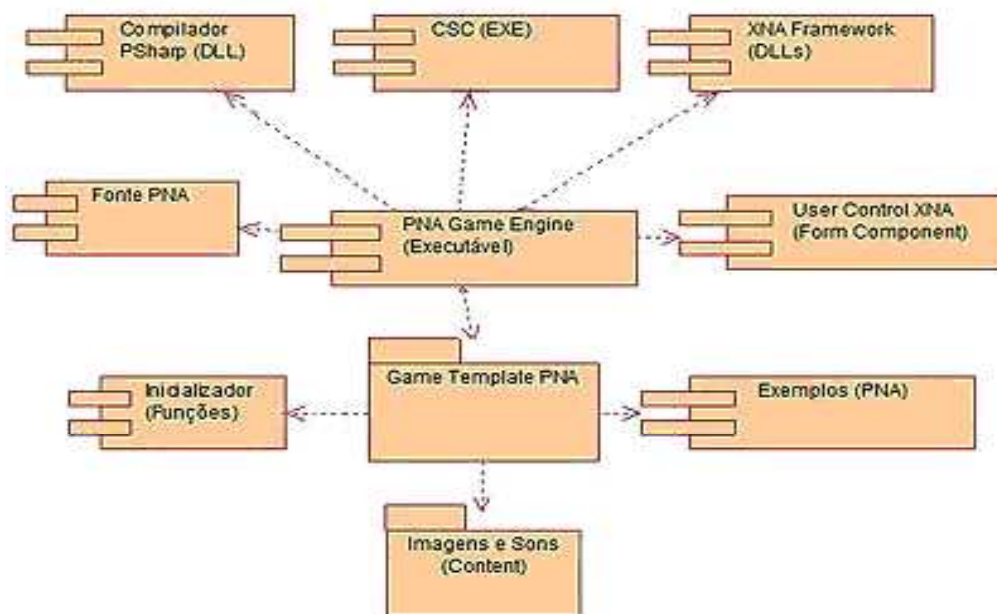 Compilador
PSharp (DLL)
CSC (EXE)
XNA Framework
(DLLs)
Fonte PNA
PNA Game Engine
(Executável)
User Control XNA
(Form Component)
Game Template PNA
Inicializador
(Funções)
Exemplos (PNA)
Imagens e Sons
(Content)